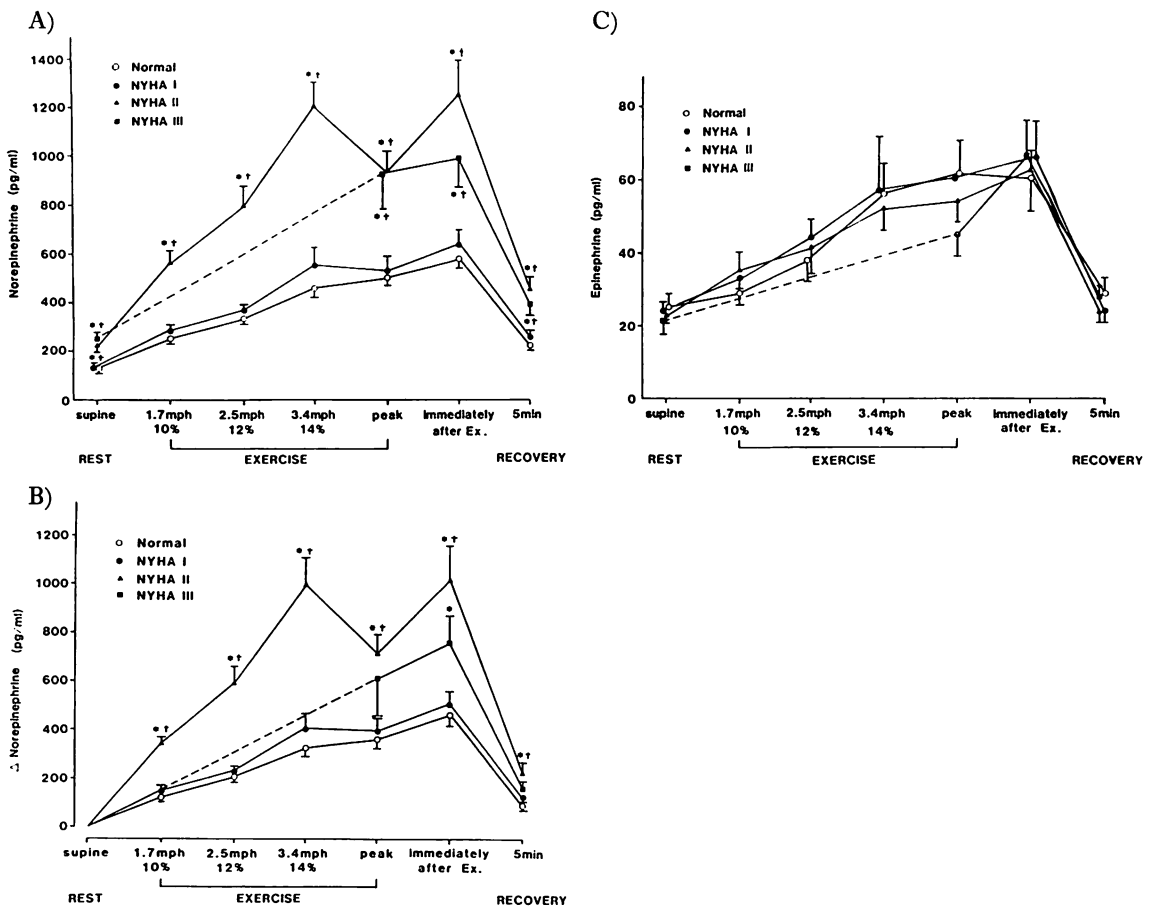 A)
1400
1200
1000
800
600
400
200
0
Norepinephrine (pg/ml)
Normal
NYHA I
NYHA II
NYHA III
* †
* †
* †
* †
* †
* †
* †
* †
* †
* †
* †
supine 1.7mph 2.5mph 3.4mph peak Immediately 5min
10% 12% 14% after Ex.
REST EXERCISE RECOVERY
C)
80
60
40
20
0
Epinephrine (pg/ml)
Normal
NYHA I
NYHA II
NYHA III
supine 1.7mph 2.5mph 3.4mph peak Immediately 5min
10% 12% 14% after Ex.
REST EXERCISE RECOVERY
B)
1200
1000
800
600
400
200
0
△ Norepinephrine (pg/ml)
Normal
NYHA I
NYHA II
NYHA III
* †
* †
* †
* †
* †
*
* †
supine 1.7mph 2.5mph 3.4mph peak Immediately 5min
10% 12% 14% after Ex.
REST EXERCISE RECOVERY